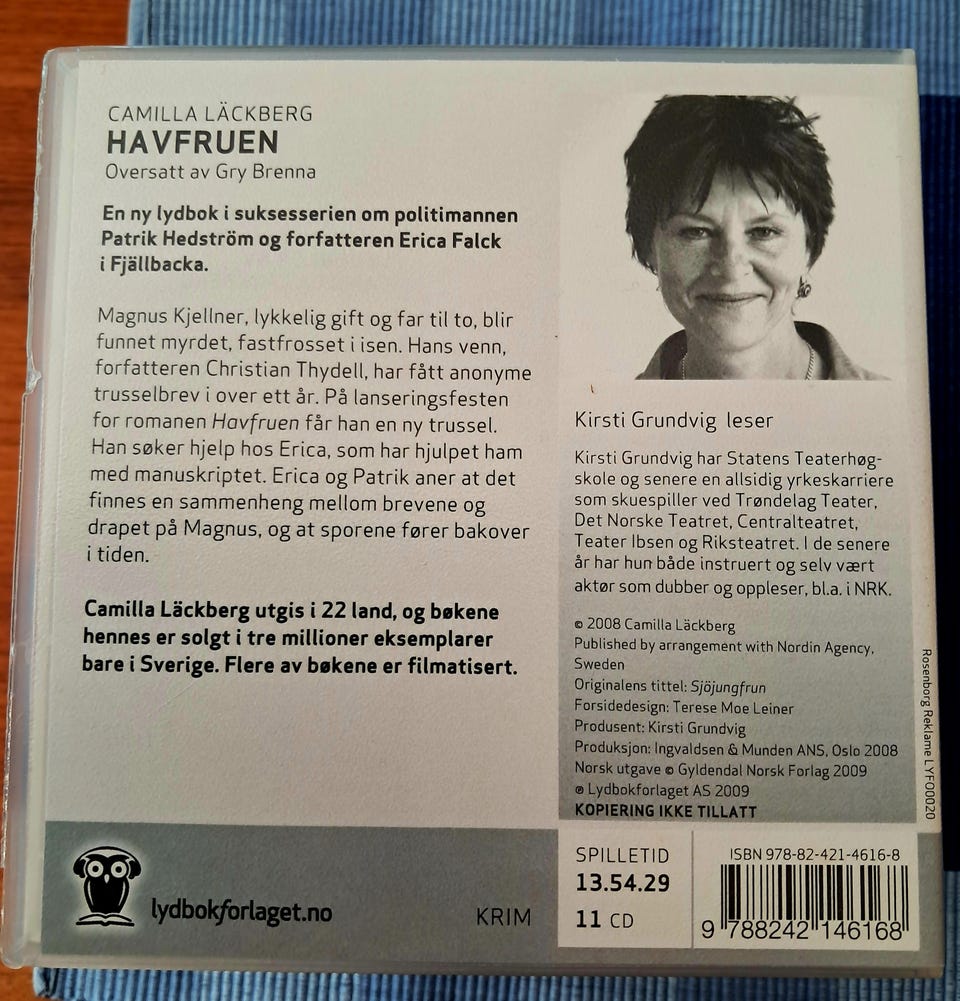 CAMILLA LÄCKBERG
HAVFRUEN
Oversatt av Gry Brenna
En ny lydbok i suksesserien om politimannen
Patrik Hedström og forfatteren Erica Falck
i Fjällbacka.
Magnus Kjellner, lykkelig gift og far til to, blir
funnet myrdet, fastfrosset i isen. Hans venn,
forfatteren Christian Thydell, har fått anonyme
trusselbrev i over ett år. På lanseringsfesten
for romanen Havfruen får han en ny trussel.
Han søker hjelp hos Erica, som har hjulpet ham
med manuskriptet. Erica og Patrik aner at det
finnes en sammenheng mellom brevene og
drapet på Magnus, og at sporene fører bakover
i tiden.
Camilla Läckberg utgis i 22 land, og bøkene
hennes er solgt i tre millioner eksemplarer
bare i Sverige. Flere av bøkene er filmatisert.
Kirsti Grundvig leser
Kirsti Grundvig har Statens Teaterhøg-
skole og senere en allsidig yrkeskarriere
som skuespiller ved Trøndelag Teater,
Det Norske Teatret, Centralteatret,
Teater Ibsen og Riksteatret. I de senere
år har hun både instruert og selv vært
aktør som dubber og oppleser, bl.a. i NRK.
© 2008 Camilla Läckberg
Published by arrangement with Nordin Agency,
Sweden
Originalens tittel: Sjöjungfrun
Forsidedesign: Terese Moe Leiner
Produsent: Kirsti Grundvig
Produksjon: Ingvaldsen & Munden ANS, Oslo 2008
Norsk utgave © Gyldendal Norsk Forlag 2009
℗ Lydbokforlaget AS 2009
KOPIERING IKKE TILLATT
Rosenborg Reklame LYFO0020
lydbokforlaget.no
KRIM
SPILLETID
13.54.29
11 CD
ISBN 978-82-421-4616-8
9 788242 146168